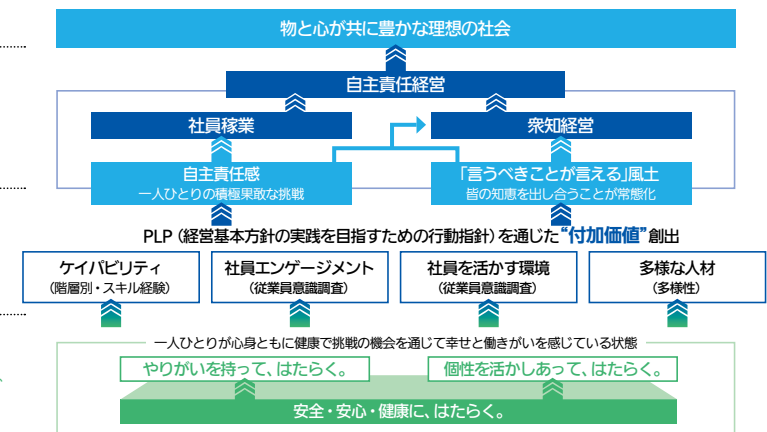 物と心が共に豊かな理想の社会
自主責任経営
社員稼業
衆知経営
自主責任感
一人ひとりの積極果敢な挑戦
「言うべきことが言える」風土
皆の知恵を出し合うことが常態化
PLP（経営基本方針の実践を目指すための行動指針）を通じた“付加価値”創出
ケイパビリティ
（階層別・スキル経験）
社員エンゲージメント
（従業員意識調査）
社員を活かす環境
（従業員意識調査）
多様な人材
（多様性）
一人ひとりが心身ともに健康で挑戦の機会を通じて幸せと働きがいを感じている状態
やりがいを持って、はたらく。
個性を活かしあって、はたらく。
安全・安心・健康に、はたらく。